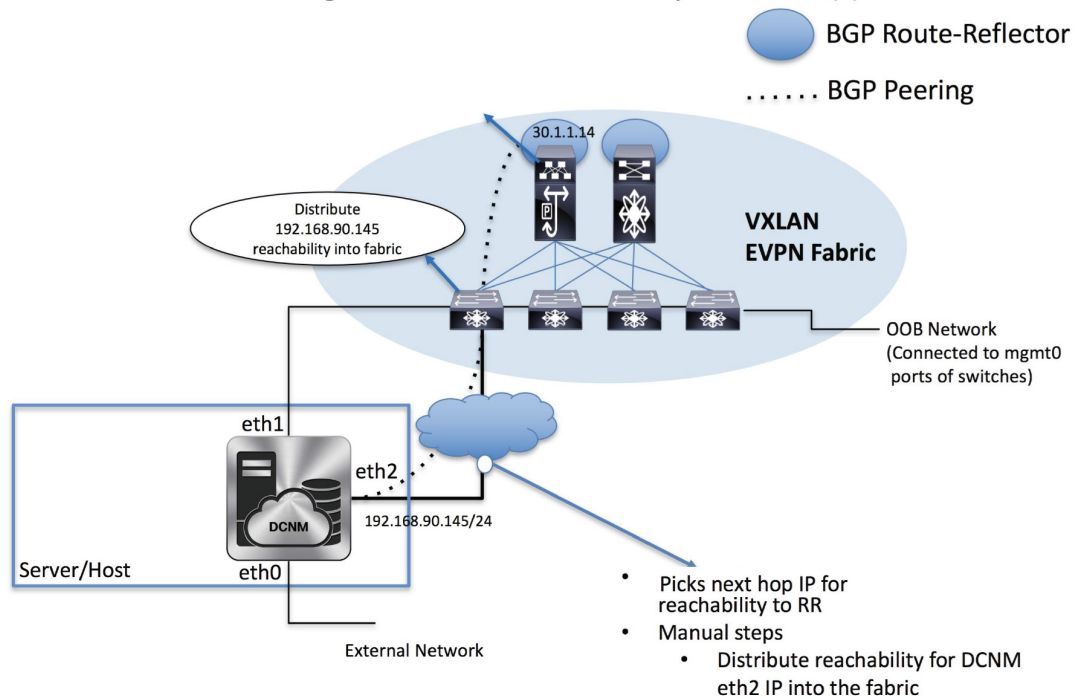 BGP Route-Reflector
BGP Peering
30.1.1.14
Distribute
192.168.90.145
reachability into fabric
VXLAN
EVPN Fabric
P
OOB Network
(Connected to mgmt0
ports of switches)
eth1
eth2
DCNM
192.168.90.145/24
Server/Host
eth0
External Network
• Picks next hop IP for
reachability to RR
• Manual steps
• Distribute reachability for DCNM
eth2 IP into the fabric